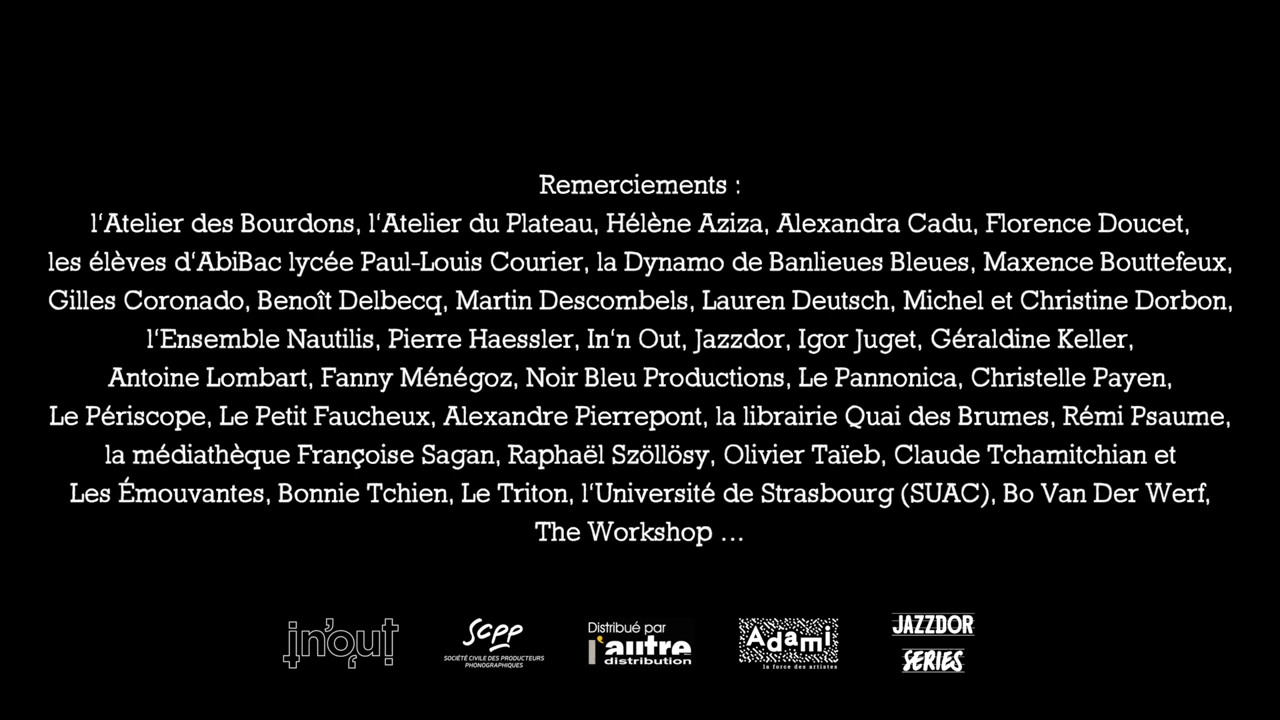 Remerciements :
l‘Atelier des Bourdons, l‘Atelier du Plateau, Hélène Aziza, Alexandra Cadu, Florence Doucet,
les élèves d‘AbiBac lycée Paul-Louis Courier, la Dynamo de Banlieues Bleues, Maxence Bouttefeux,
Gilles Coronado, Benoît Delbecq, Martin Descombels, Lauren Deutsch, Michel et Christine Dorbon,
l‘Ensemble Nautilis, Pierre Haessler, In‘n Out, Jazzdor, Igor Juget, Géraldine Keller,
Antoine Lombart, Fanny Ménégoz, Noir Bleu Productions, Le Pannonica, Christelle Payen,
Le Périscope, Le Petit Faucheux, Alexandre Pierrepont, la librairie Quai des Brumes, Rémi Psaume,
la médiathèque Françoise Sagan, Raphaël Szöllösy, Olivier Taïeb, Claude Tchamitchian et
Les Émouvantes, Bonnie Tchien, Le Triton, l‘Université de Strasbourg (SUAC), Bo Van Der Werf,
The Workshop ...
in'out
scpp
SOCIÉTÉ CIVILE DES PRODUCTEURS
PHONOGRAPHIQUES
Distribué par
l'autre
distribution
Adami
la force des artistes
JAZZDOR
SERIES